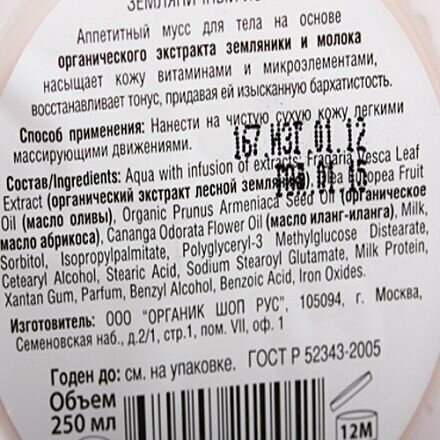 ЗЕМЛЯНИЧНЫЙ
Аппетитный мусс для тела на основе
органического экстракта земляники и молока
насыщает кожу витаминами и микроэлементами,
восстанавливает тонус, придавая ей изысканную бархатистость.
Способ применения: Нанести на чистую сухую кожу легкими
массирующими движениями.
167 ИЗГ 01.12
01.15
Состав/Ingredients: Aqua with infusion of extracts: Fragaria Vesca Leaf
Extract (органический экстракт лесной земляники), Olea Europea Fruit
Oil (масло оливы), Organic Prunus Armeniaca Seed Oil (органическое
масло абрикоса), Cananga Odorata Flower Oil (масло иланг-иланга), Milk,
Sorbitol, Isopropylpalmitate, Polyglyceryl-3 Methylglucose Distearate,
Cetearyl Alcohol, Stearic Acid, Sodium Stearoyl Glutamate, Milk Protein,
Xantan Gum, Parfum, Benzyl Alcohol, Benzoic Acid, Iron Oxides.
Изготовитель: ООО "ОРГАНИК ШОП РУС", 105094, г. Москва,
Семеновская наб., д.2/1, стр.1, пом. VII, оф. 1
Годен до: см. на упаковке. ГОСТ Р 52343-2005
Объем
250 мл
12М